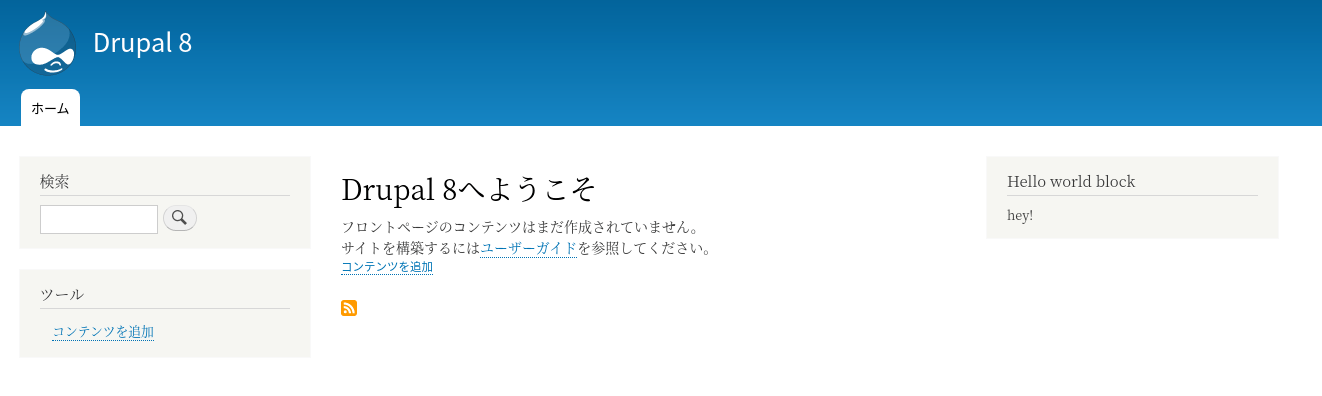 Drupal 8
ホーム
検索
ツール
コンテンツを追加
Drupal 8へようこそ
フロントページのコンテンツはまだ作成されていません。
サイトを構築するにはユーザーガイドを参照してください。
コンテンツを追加
Hello world block
hey!